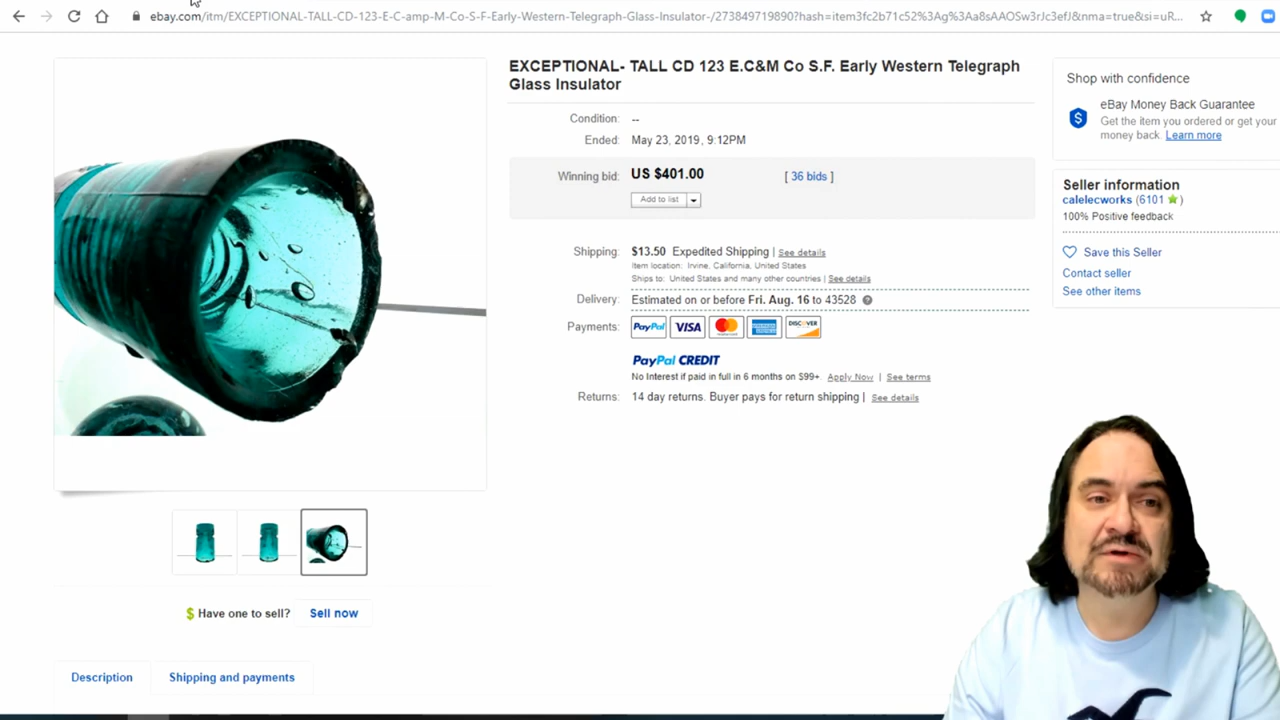 ebay.com/itm/EXCEPTIONAL-TALL-CD-123-E-C-amp-M-Co-S-F-Early-Western-Telegraph-Glass-Insulator-/273849719890?hash=item3fc2b71c52%3Ag%3Aa8sAAOSw3rJc3efJ&nma=true&si=uR...
EXCEPTIONAL- TALL CD 123 E.C&M Co S.F. Early Western Telegraph
Glass Insulator
Condition: --
Ended: May 23, 2019, 9:12PM
Winning bid: US $401.00 [ 36 bids ]
Add to list
Shipping: $13.50 Expedited Shipping | See details
Item location: Irvine, California, United States
Ships to: United States and many other countries | See details
Delivery: Estimated on or before Fri. Aug. 16 to 43528 ?
Payments: PayPal VISA MasterCard AMERICAN EXPRESS DISCOVER
PayPal CREDIT
No Interest if paid in full in 6 months on $99+. Apply Now | See terms
Returns: 14 day returns. Buyer pays for return shipping | See details
Shop with confidence
$ eBay Money Back Guarantee
Get the item you ordered or get your
money back. Learn more
Seller information
calelecworks (6101 ★ )
100% Positive feedback
Save this Seller
Contact seller
See other items
$ Have one to sell? Sell now
Description Shipping and payments